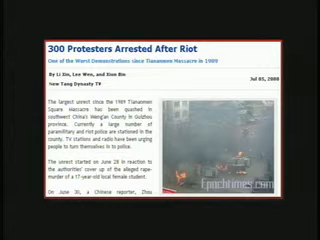 300 Protesters Arrested After Riot
One of the Worst Demonstrations since Tiananmen Massacre in 1989
By Li Xin, Lee Wen, and Xiao Bin
New Tang Dynasty TV
Jul 05, 2008
The largest unrest since the 1989 Tiananmen
Square Massacre has been quashed in
southwest China's Weng'an County in Guizhou
province. Currently a large number of
paramilitary and riot police are stationed in the
county, TV stations and radio have been urging
people to turn themselves in to police.
The unrest started on June 28 in reaction to
the authorities' cover up of the alleged rape-
murder of a 17-year-old local female student.
On June 30, a Chinese reporter, Zhou
Epochtimes.com